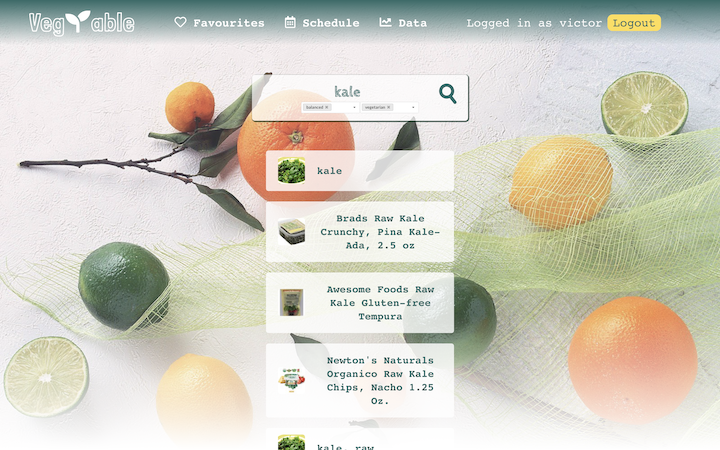 Veg able
Favourites
Schedule
Data
Logged in as victor
Logout
kale
balanced ×
vegetarian ×
kale
Brads Raw Kale
Crunchy, Pina Kale-
Ada, 2.5 oz
Awesome Foods Raw
Kale Gluten-free
Tempura
Newton's Naturals
Organico Raw Kale
Chips, Nacho 1.25
Oz.
kale, raw